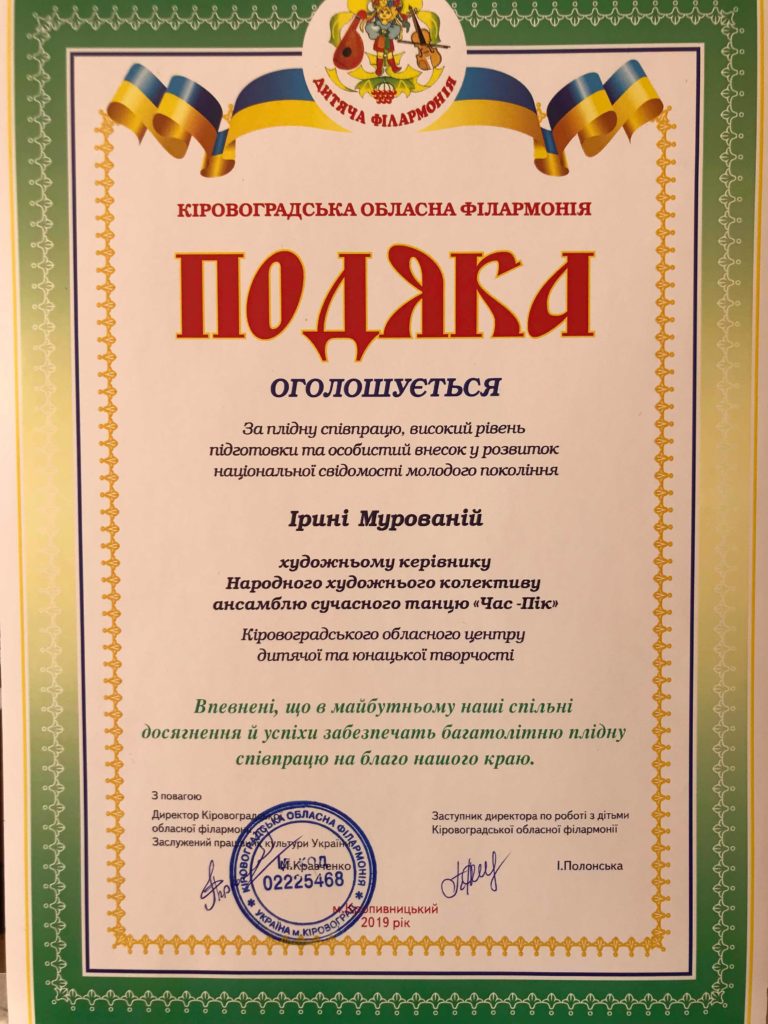 ДИТЯЧА ФІЛАРМОНІЯ
КІРОВОГРАДСЬКА ОБЛАСНА ФІЛАРМОНІЯ
ПОДЯКА
ОГОЛОШУЄТЬСЯ
За плідну співпрацю, високий рівень
підготовки та особистий внесок у розвиток
національної свідомості молодого покоління
Ірині Мурованій
художньому керівнику
Народного художнього колективу
ансамблю сучасного танцю «Час -Пік»
Кіровоградського обласного центру
дитячої та юнацької творчості
Впевнені, що в майбутньому наші спільні
досягнення й успіхи забезпечать багатолітню плідну
співпрацю на благо нашого краю.
З повагою
Директор Кіровоградської
обласної філармонії
Заслужений працівник культури України
М.Кравченко
КІРОВОГРАДСЬКА ОБЛАСНА ФІЛАРМОНІЯ
02225468
УКРАЇНА м.КІРОВОГРАД
Заступник директора по роботі з дітьми
Кіровоградської обласної філармонії
І.Полонська
м.Кропивницький
2019 рік